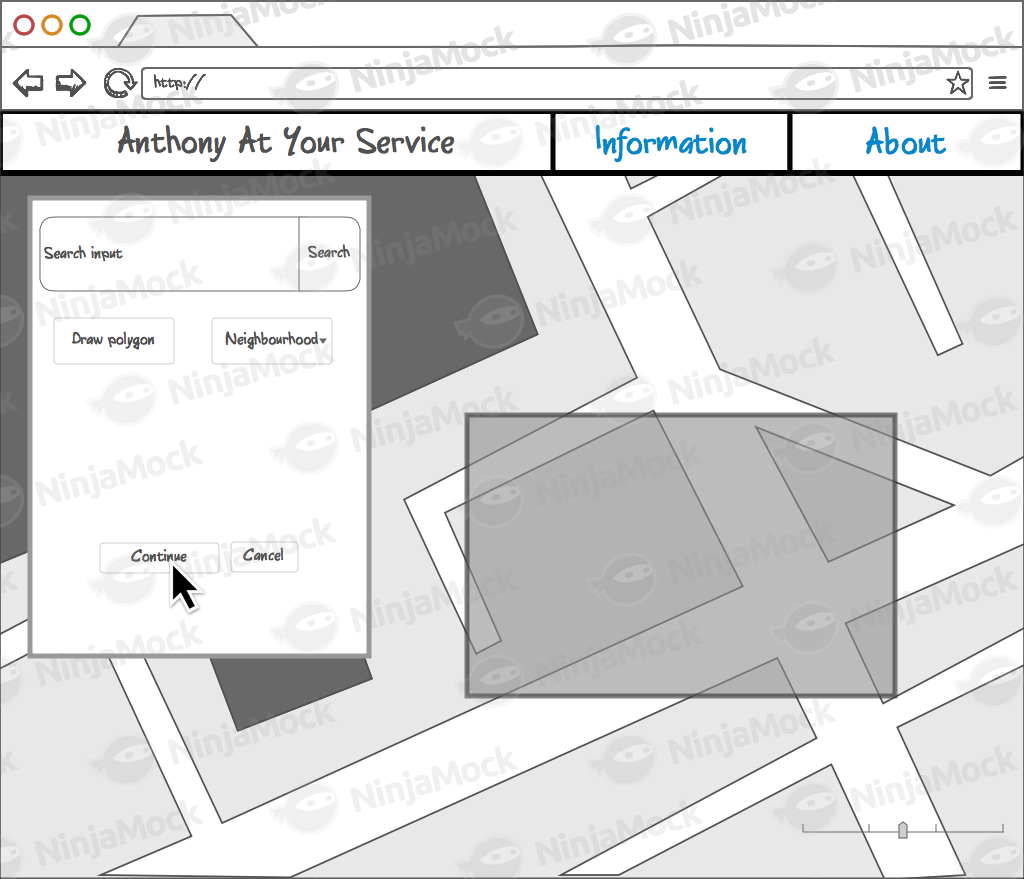 http://
Anthony At Your Service
Information
About
Search input
Search
Draw polygon
Neighbourhood
Continue
Cancel
NinjaMock